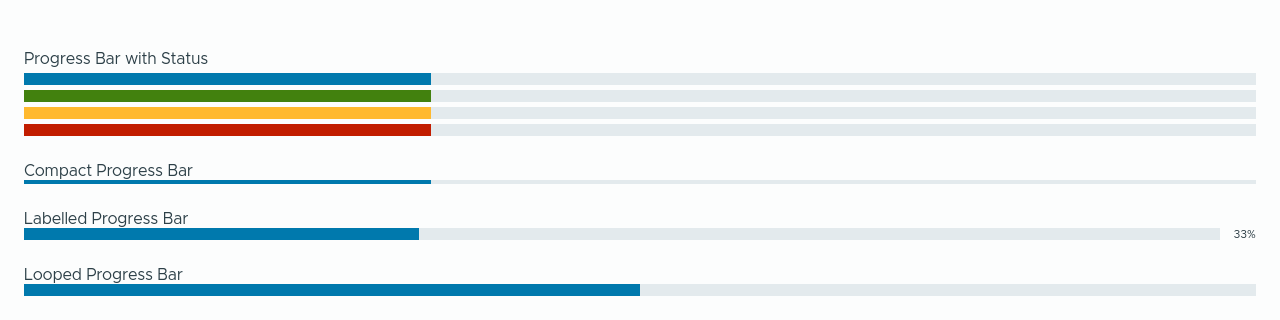 Progress Bar with Status
Compact Progress Bar
Labelled Progress Bar
33%
Looped Progress Bar